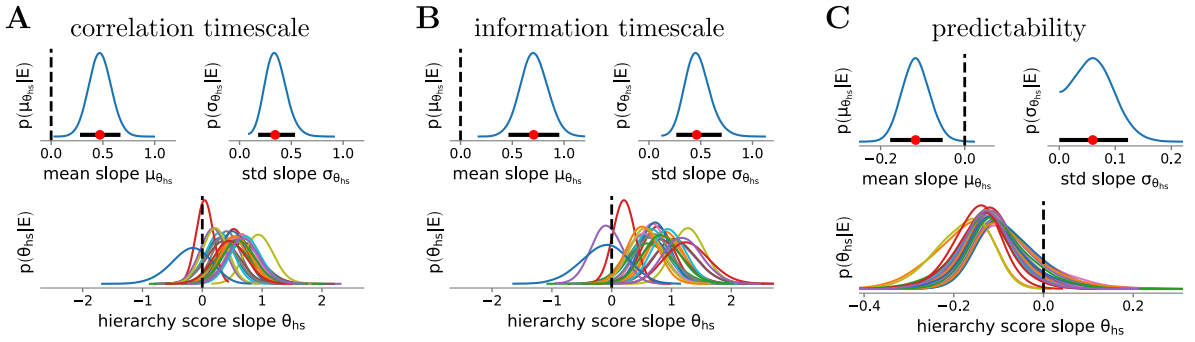 A
correlation timescale
p(μθhs|E)
0.0 0.5 1.0
mean slope μθhs
p(σθhs|E)
0.0 0.5 1.0
std slope σθhs
p(θhs|E)
−2 −1 0 1 2
hierarchy score slope θhs
B
information timescale
p(μθhs|E)
0.0 0.5 1.0
mean slope μθhs
p(σθhs|E)
0.0 0.5 1.0
std slope σθhs
p(θhs|E)
−2 −1 0 1 2
hierarchy score slope θhs
C
predictability
p(μθhs|E)
−0.2 0.0
mean slope μθhs
p(σθhs|E)
0.0 0.1 0.2
std slope σθhs
p(θhs|E)
−0.4 −0.2 0.0 0.2
hierarchy score slope θhs